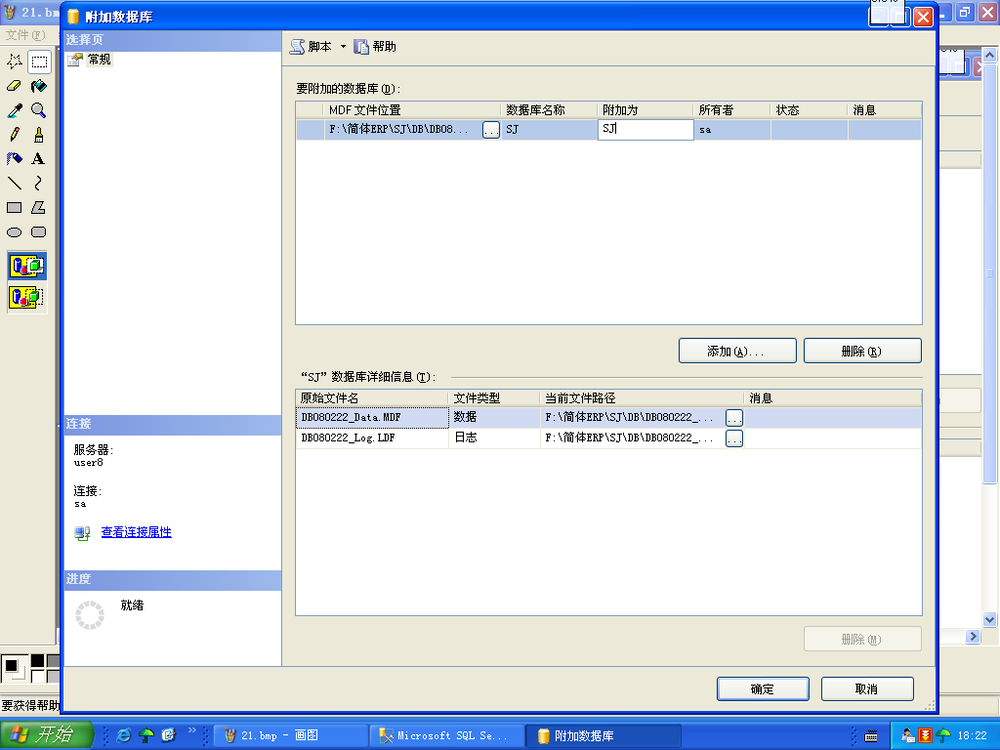 21.bm
附加数据库
文件(F)
选择页
脚本
帮助
常规
要附加的数据库(D):
MDF 文件位置 数据库名称 附加为 所有者 状态 消息
F:\简体ERP\SJ\DB\DB08... ... SJ SJ sa
添加(A)... 删除(R)
“SJ”数据库详细信息(T):
原始文件名 文件类型 当前文件路径 消息
DB080222_Data.MDF 数据 F:\简体ERP\SJ\DB\DB080222_... ...
DB080222_Log.LDF 日志 F:\简体ERP\SJ\DB\DB080222_... ...
连接
服务器:
user8
连接:
sa
查看连接属性
进度
就绪
删除(M)
确定 取消
要获得帮助
开始 21.bmp - 画图 Microsoft SQL Se... 附加数据库 18:22